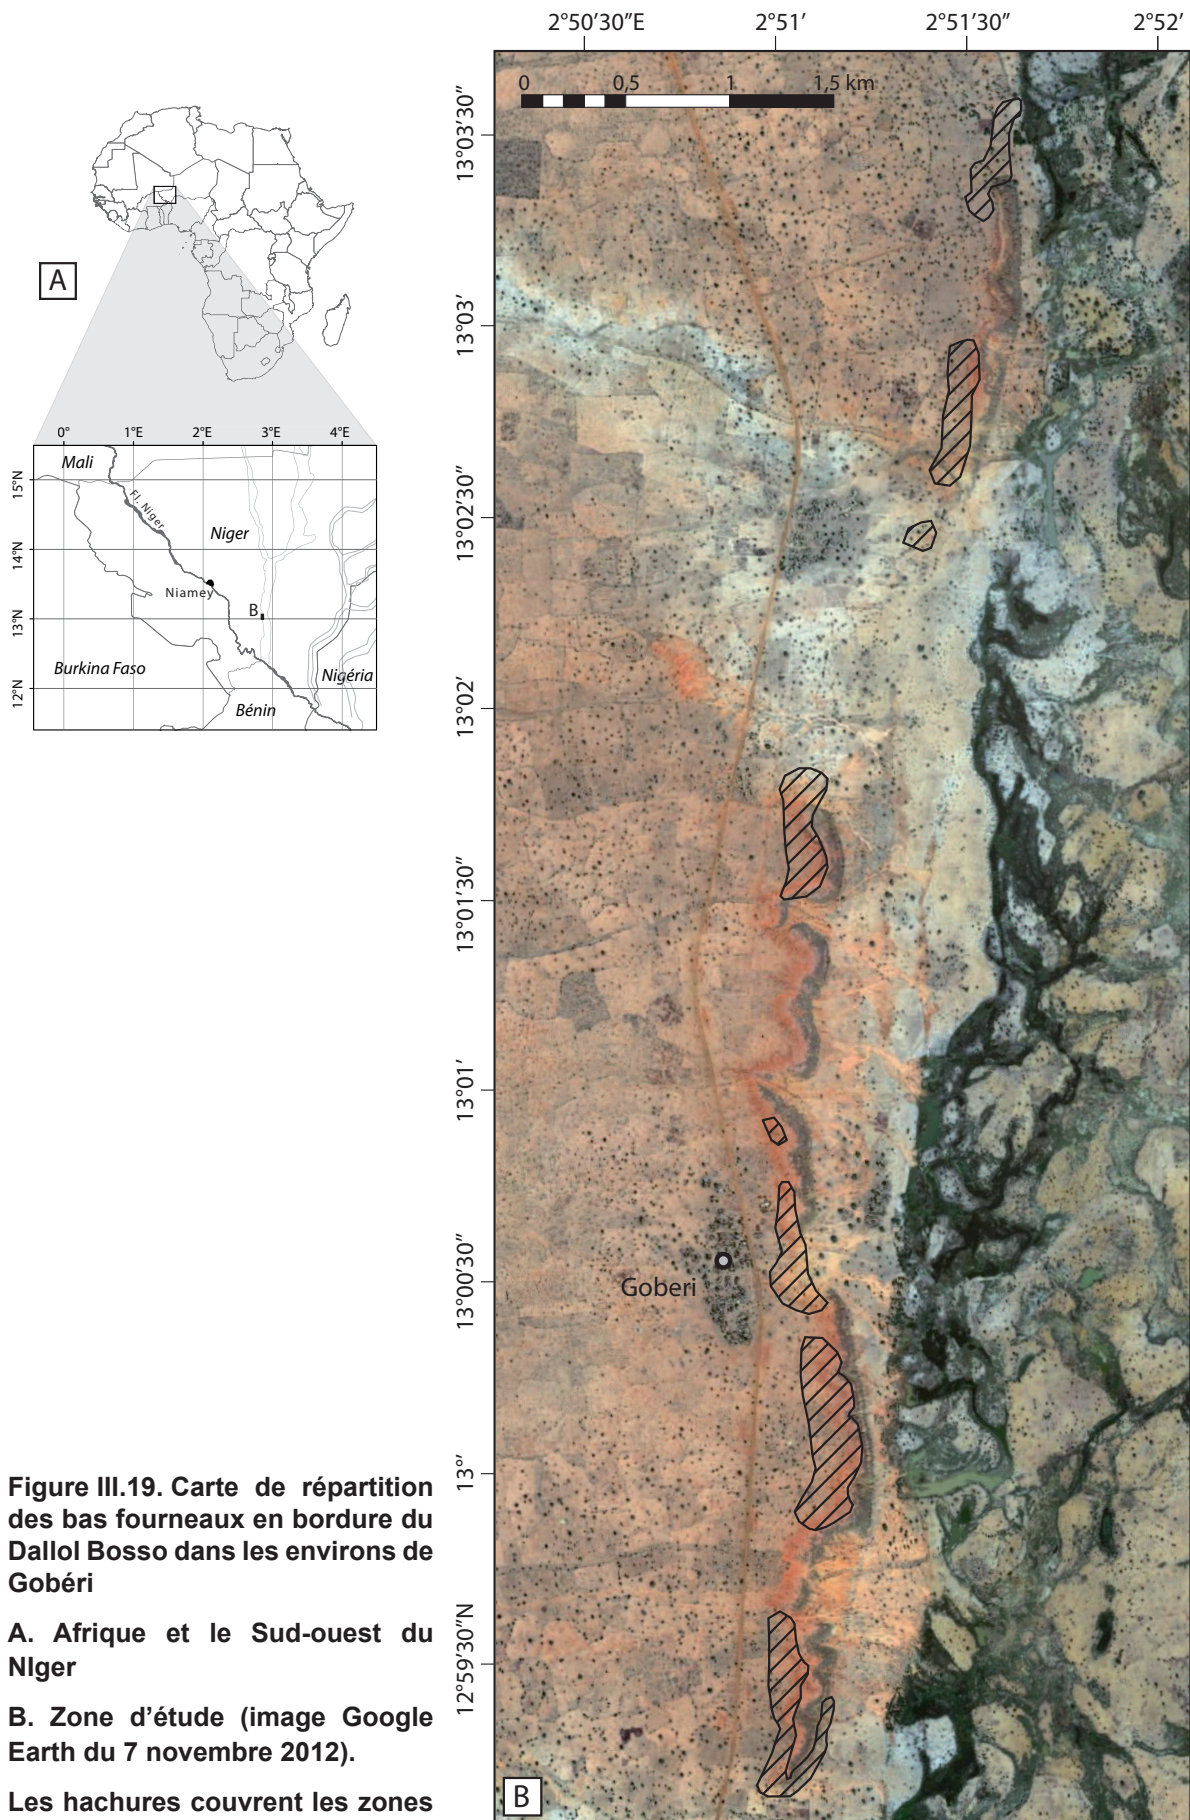 2°50'30"E 2°51' 2°51'30" 2°52'
0 0,5 1 1,5 km
13°03'30"
13°03'
13°02'30"
13°02'
13°01'30"
13°01'
13°00'30"
13°'
12°59'30"N
Goberi
B
A
0° 1°E 2°E 3°E 4°E
15°N
14°N
13°N
12°N
Mali
Fl. Niger
Niger
Niamey
B
Burkina Faso
Nigéria
Bénin
Figure III.19. Carte de répartition
des bas fourneaux en bordure du
Dallol Bosso dans les environs de
Gobéri
A. Afrique et le Sud-ouest du
NIger
B. Zone d'étude (image Google
Earth du 7 novembre 2012).
Les hachures couvrent les zones